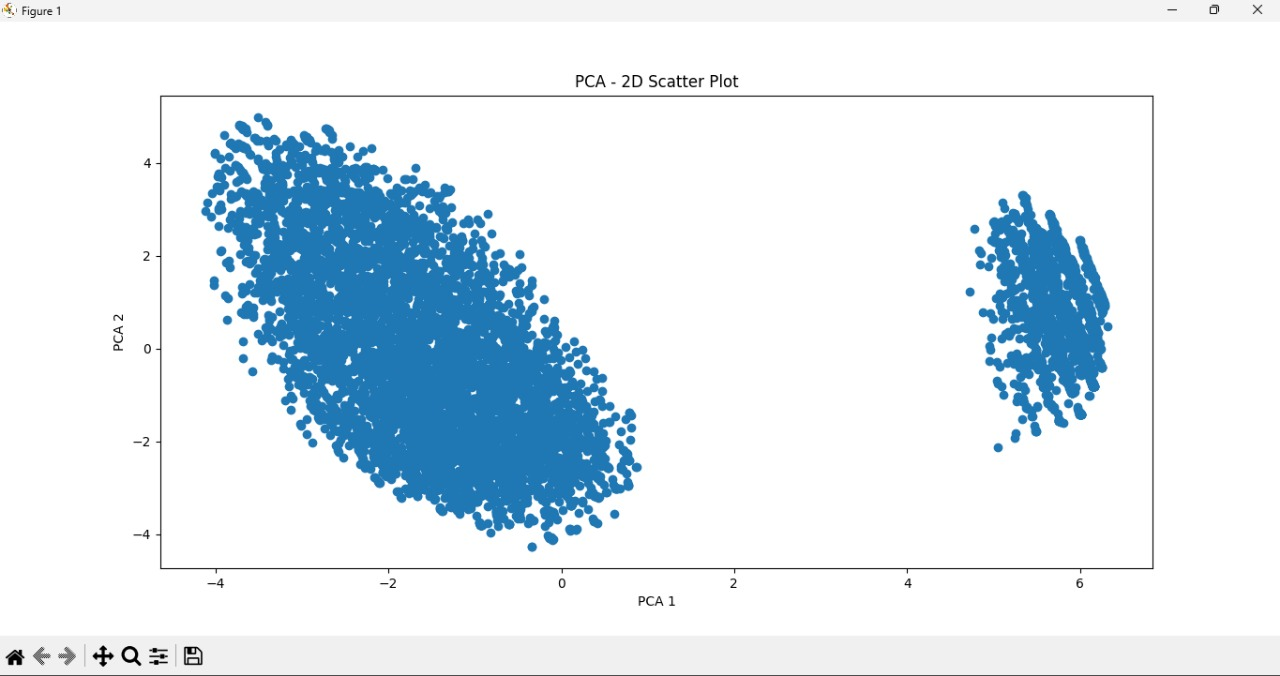 Figure 1
PCA - 2D Scatter Plot
4
2
0
−2
−4
PCA 2
−4
−2
0
2
4
6
PCA 1